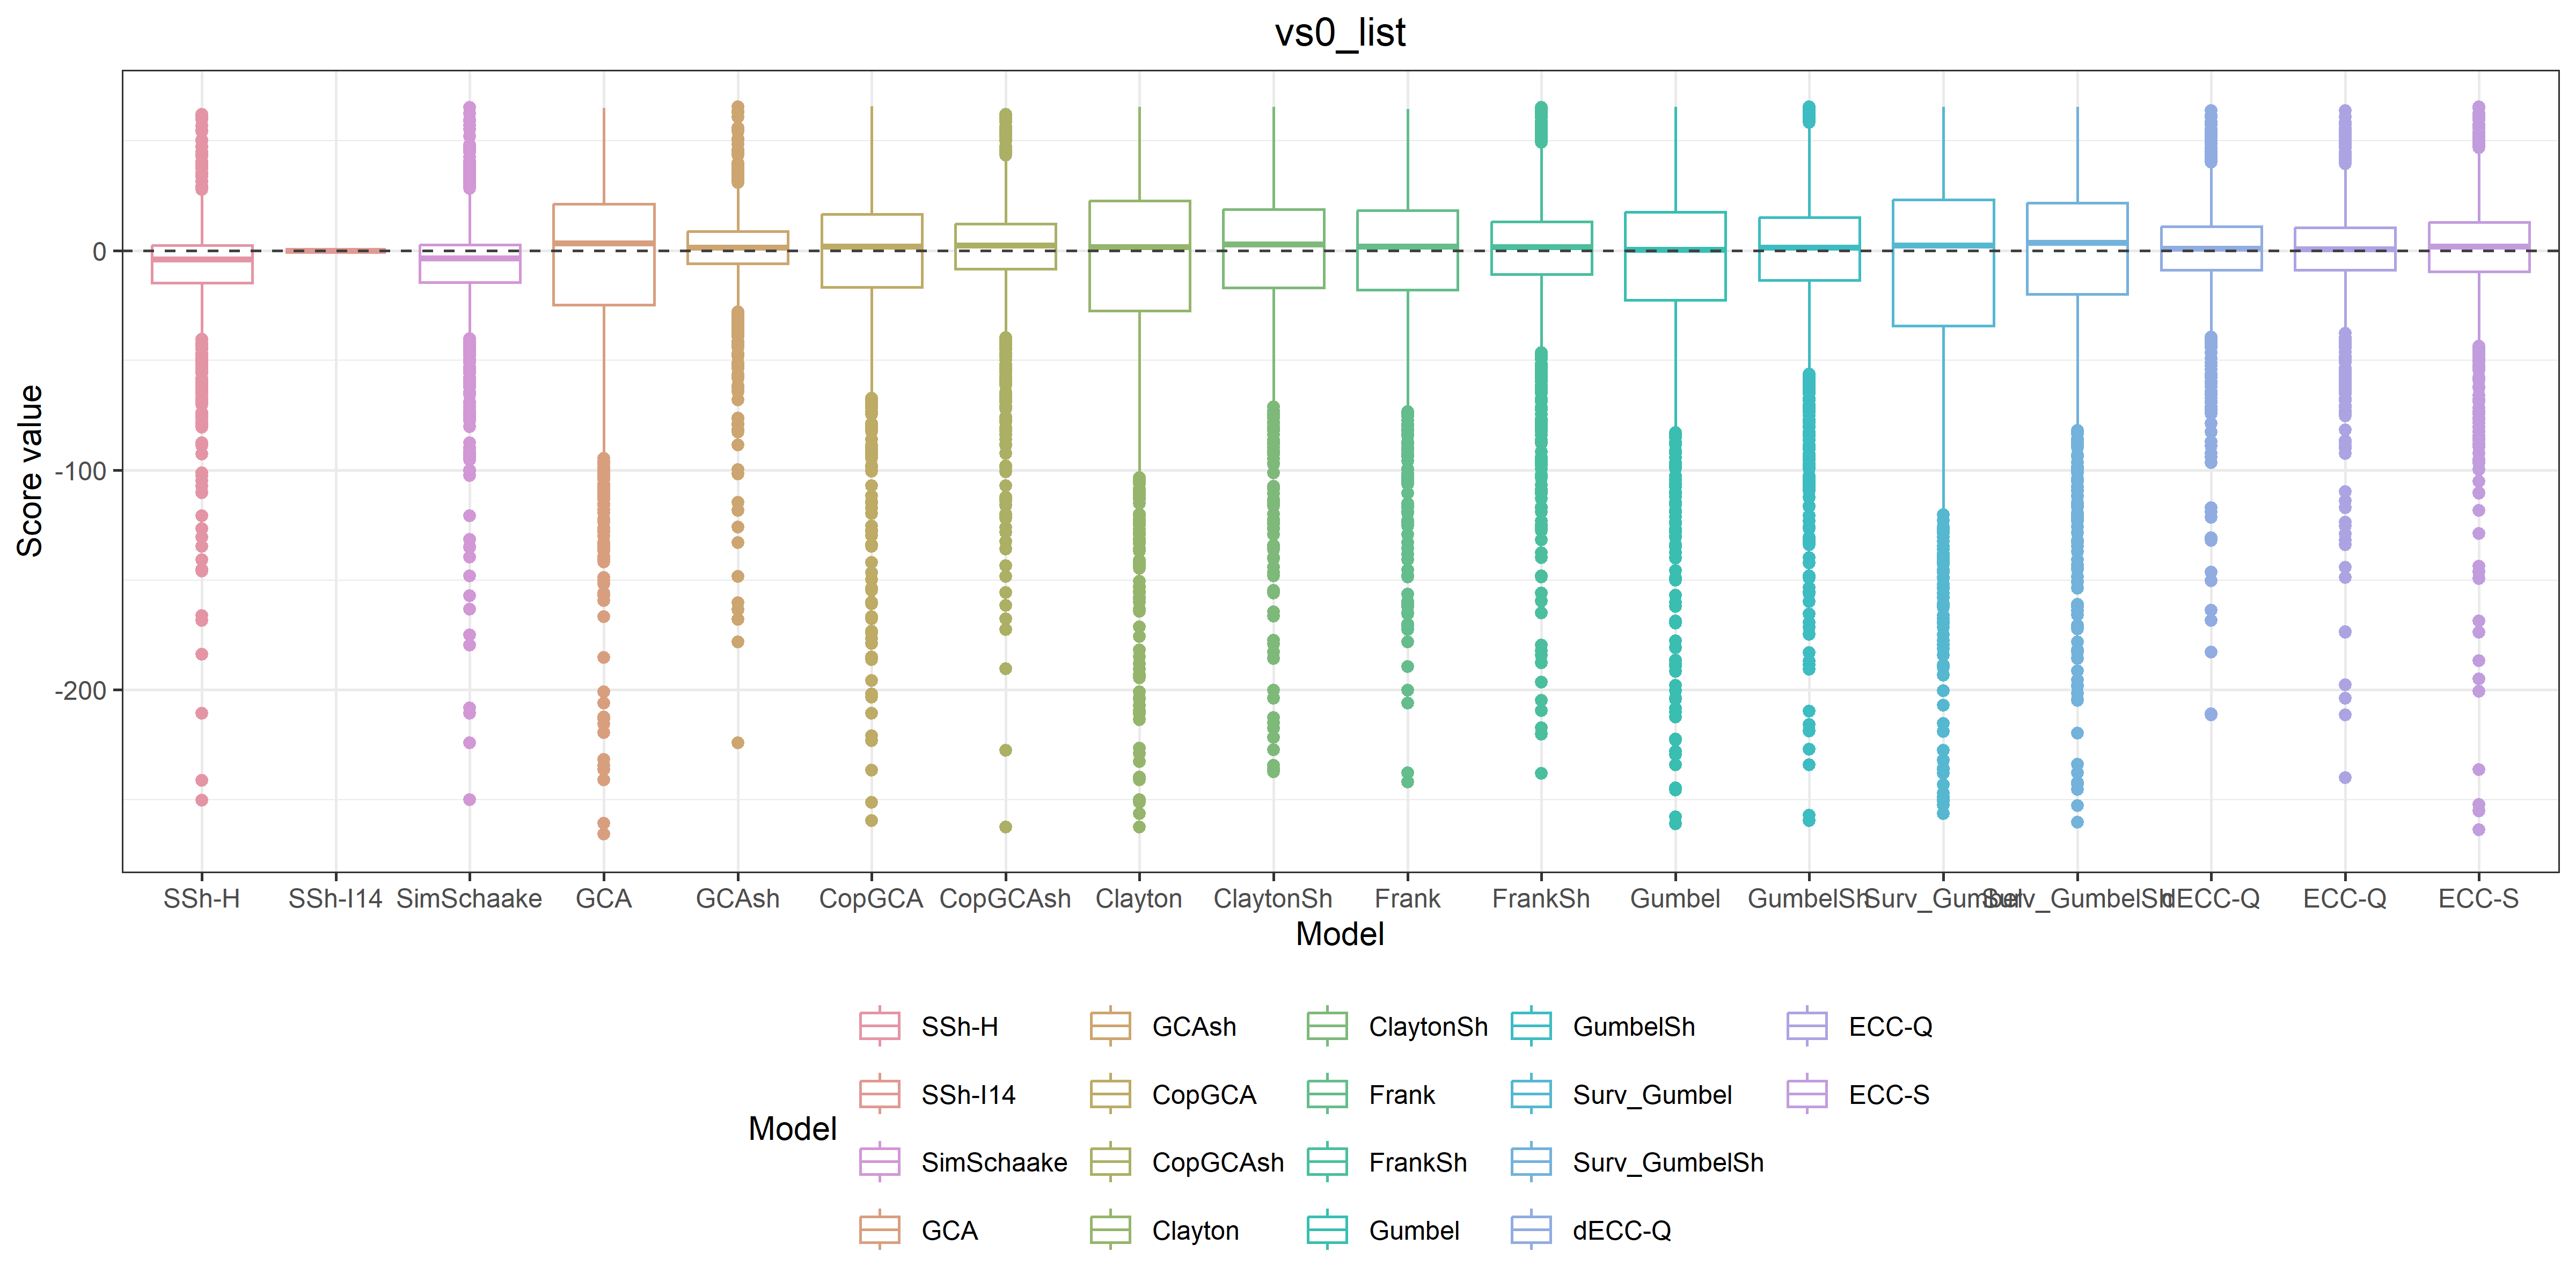 vs0_list
Score value
0
-100
-200
SSh-H SSh-I14 SimSchaake GCA GCAsh CopGCA CopGCAsh Clayton ClaytonSh Frank FrankSh Gumbel GumbelSh Surv_Gumbel Surv_GumbelSh dECC-Q ECC-Q ECC-S
Model
SSh-H GCAsh ClaytonSh GumbelSh ECC-Q
SSh-I14 CopGCA Frank Surv_Gumbel ECC-S
Model
SimSchaake CopGCAsh FrankSh Surv_GumbelSh
GCA Clayton Gumbel dECC-Q